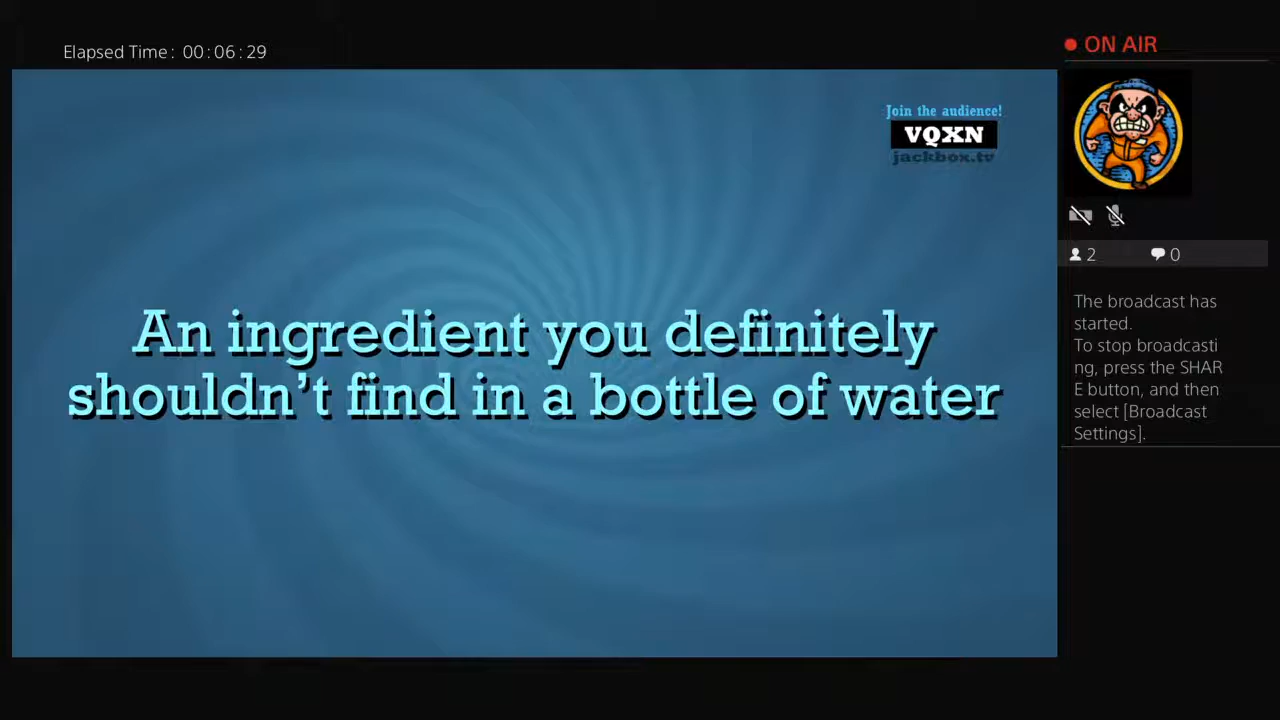 Elapsed Time: 00:06:29
ON AIR
Join the audience!
VQXN
jackbox.tv
2
0
An ingredient you definitely
shouldn't find in a bottle of water
The broadcast has
started.
To stop broadcasti
ng, press the SHAR
E button, and then
select [Broadcast
Settings].